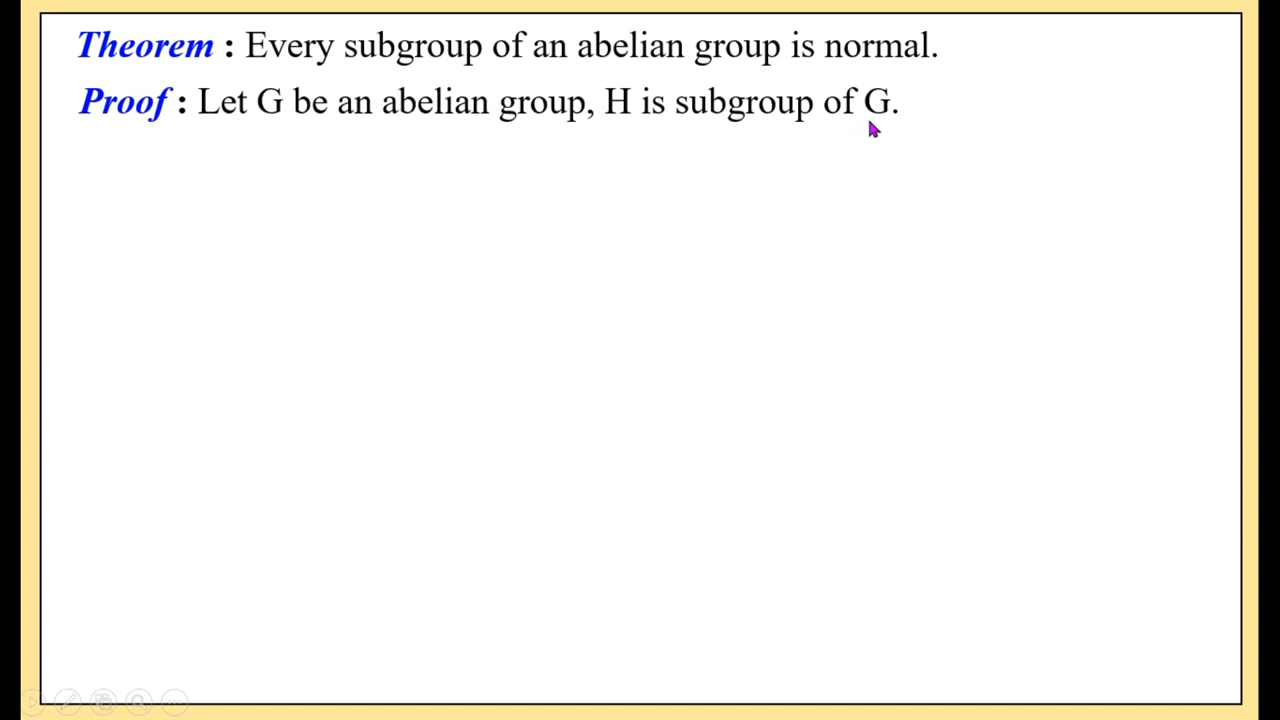 Theorem : Every subgroup of an abelian group is normal.
Proof : Let G be an abelian group, H is subgroup of G.